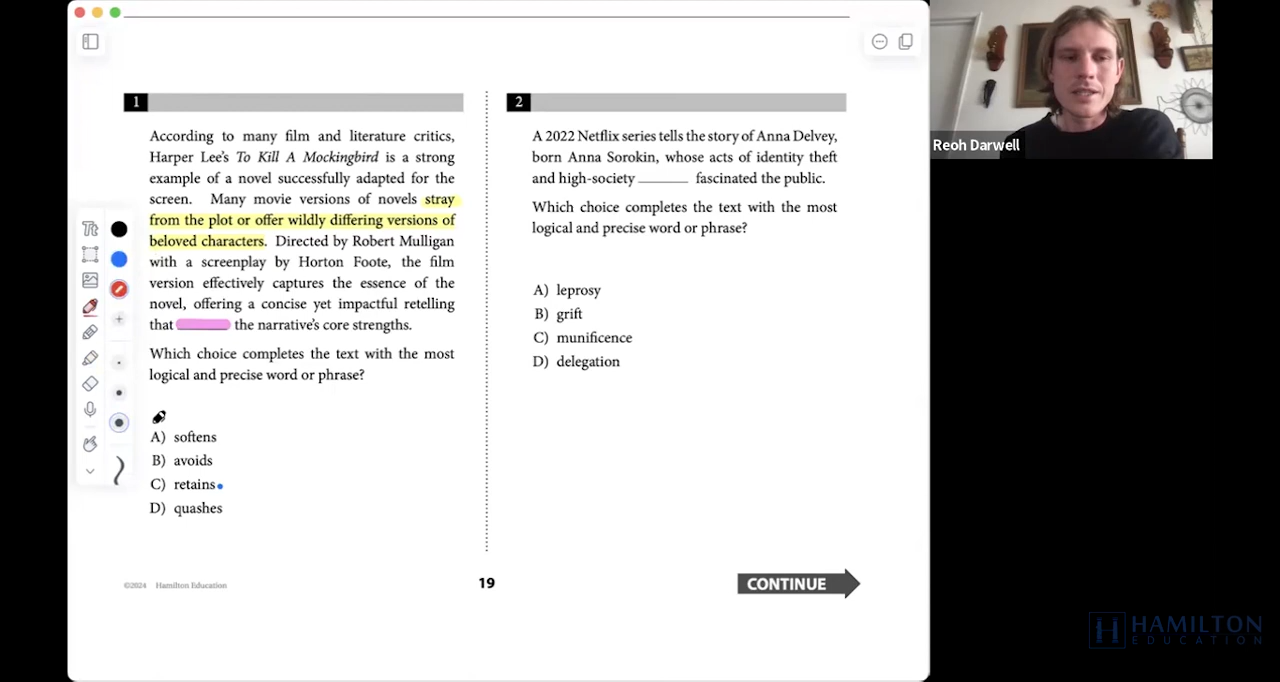 1
According to many film and literature critics,
Harper Lee's To Kill A Mockingbird is a strong
example of a novel successfully adapted for the
screen. Many movie versions of novels stray
from the plot or offer wildly differing versions of
beloved characters. Directed by Robert Mulligan
with a screenplay by Horton Foote, the film
version effectively captures the essence of the
novel, offering a concise yet impactful retelling
that the narrative's core strengths.
Which choice completes the text with the most
logical and precise word or phrase?
A) softens
B) avoids
C) retains
D) quashes
2
A 2022 Netflix series tells the story of Anna Delvey,
born Anna Sorokin, whose acts of identity theft
and high-society ______ fascinated the public.
Which choice completes the text with the most
logical and precise word or phrase?
A) leprosy
B) grift
C) munificence
D) delegation
©2024 Hamilton Education
19
CONTINUE
Reoh Darwell
HAMILTON
EDUCATION